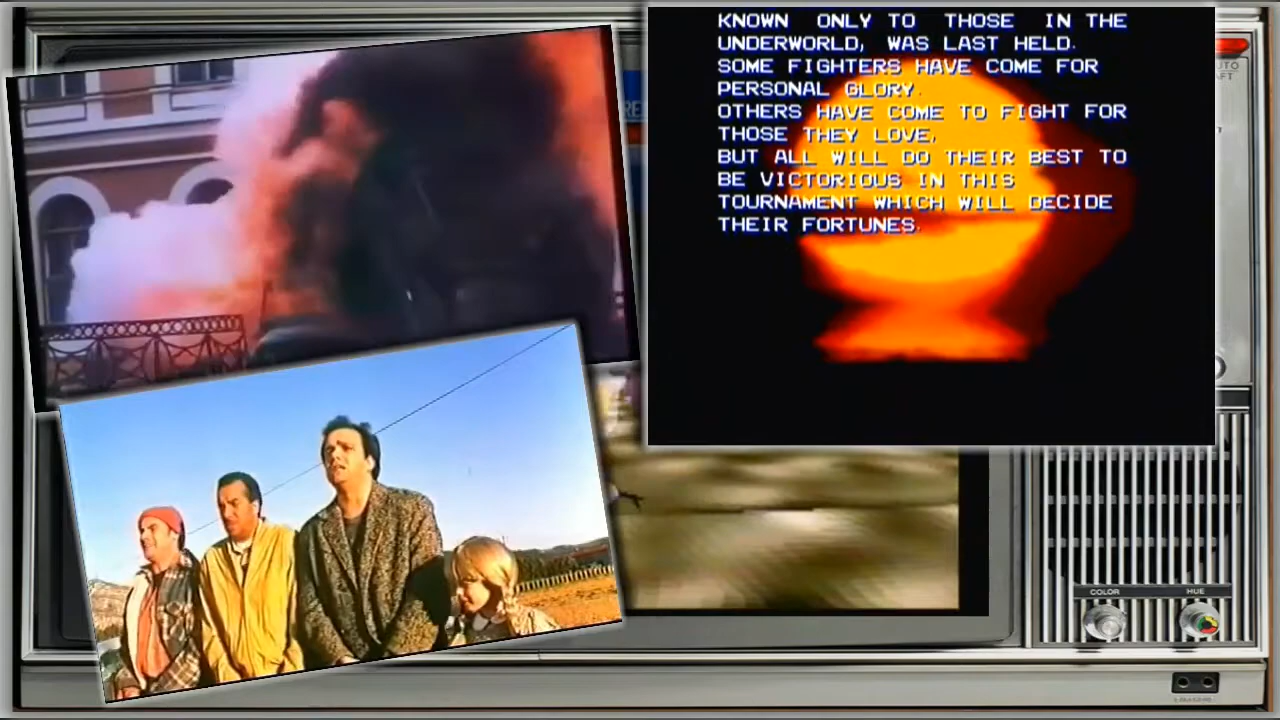 KNOWN ONLY TO THOSE IN THE
UNDERWORLD, WAS LAST HELD.
SOME FIGHTERS HAVE COME FOR
PERSONAL GLORY.
OTHERS HAVE COME TO FIGHT FOR
THOSE THEY LOVE,
BUT ALL WILL DO THEIR BEST TO
BE VICTORIOUS IN THIS
TOURNAMENT WHICH WILL DECIDE
THEIR FORTUNES.
COLOR
HUE